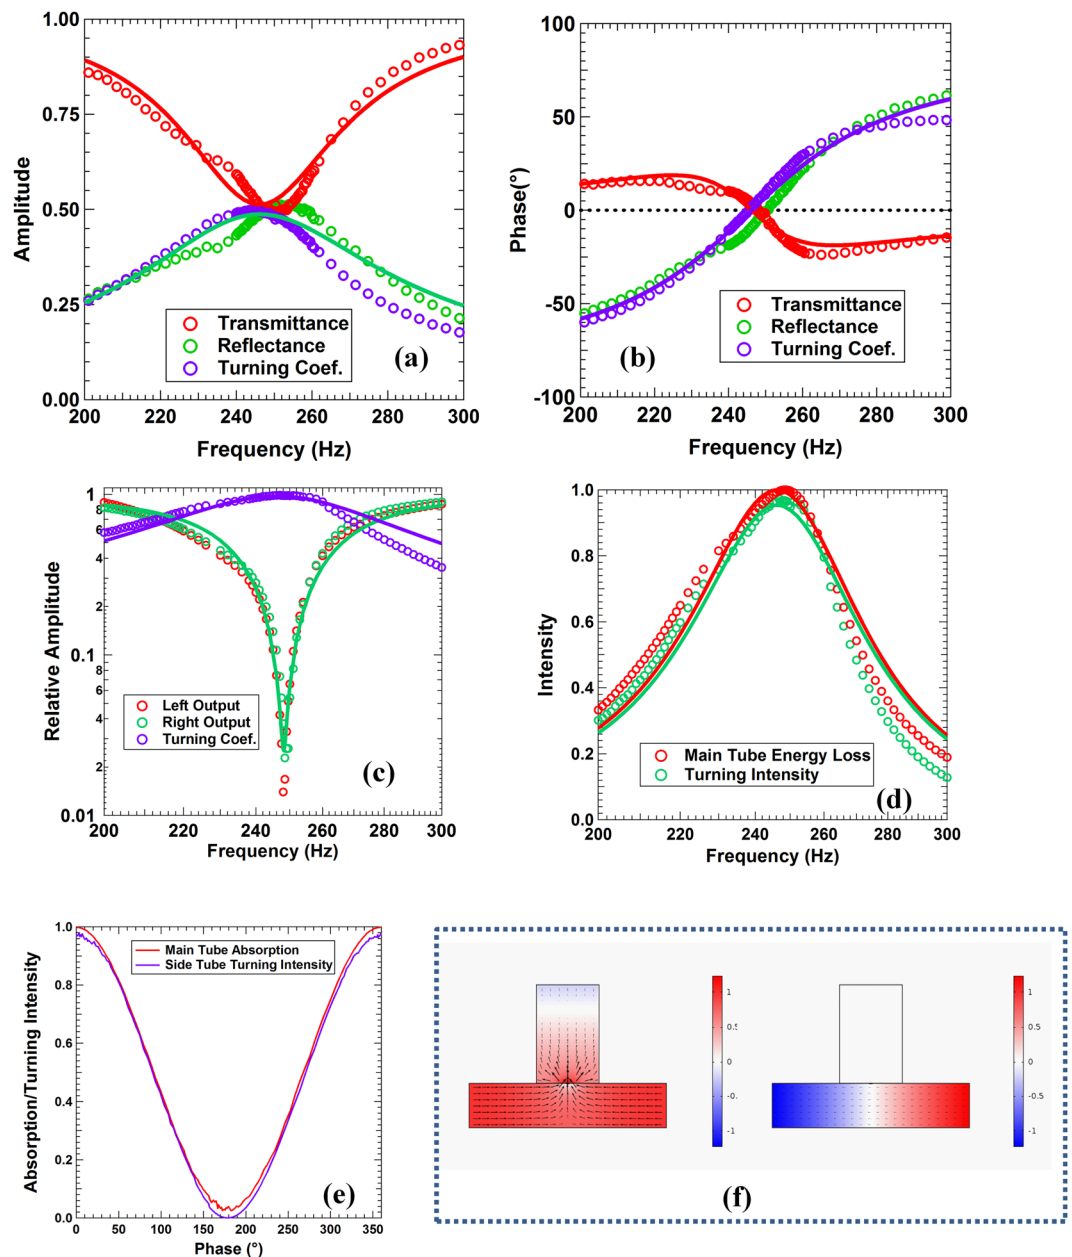 1.00
0.75
0.50
0.25
0.00
Amplitude
Transmittance
Reflectance
Turning Coef.
(a)
200 220 240 260 280 300
Frequency (Hz)
100
50
0
-50
-100
Phase(°)
Transmittance
Reflectance
Turning Coef.
(b)
200 220 240 260 280 300
Frequency (Hz)
1
8
6
4
2
0.1
8
6
4
2
0.01
Relative Amplitude
Left Output
Right Output
Turning Coef.
(c)
200 220 240 260 280 300
Frequency (Hz)
1.0
0.8
0.6
0.4
0.2
0.0
Intensity
Main Tube Energy Loss
Turning Intensity
(d)
200 220 240 260 280 300
Frequency (Hz)
1.0
0.8
0.6
0.4
0.2
0.0
Absorption/Turning Intensity
Main Tube Absorption
Side Tube Turning Intensity
(e)
0 50 100 150 200 250 300 350
Phase (°)
1
0.5
0
-0.5
-1
1
0.5
0
-0.5
-1
(f)